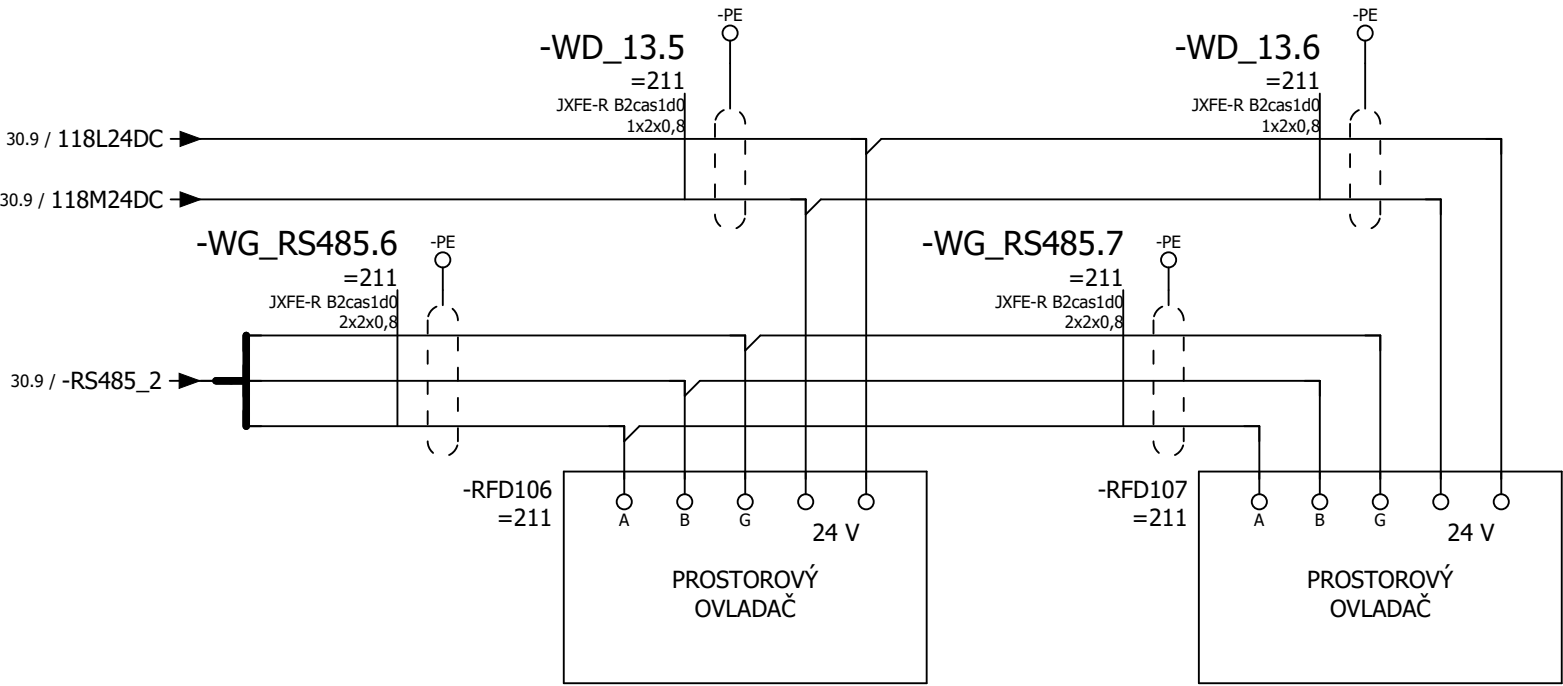 -PE
-PE
-WD_13.5
=211
JXFE-R B2cas1d0
1x2x0,8
-WD_13.6
=211
JXFE-R B2cas1d0
1x2x0,8
30.9 / 118L24DC
30.9 / 118M24DC
-WG_RS485.6
=211
JXFE-R B2cas1d0
2x2x0,8
-PE
-WG_RS485.7
=211
JXFE-R B2cas1d0
2x2x0,8
-PE
30.9 / -RS485_2
-RFD106
=211
A B G
24 V
PROSTOROVÝ
OVLADAČ
-RFD107
=211
A B G
24 V
PROSTOROVÝ
OVLADAČ